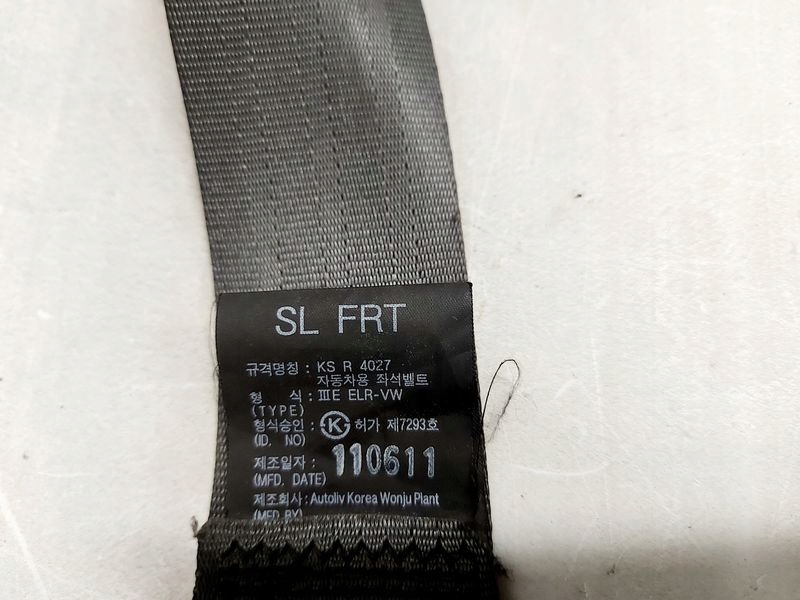 SL FRT
규격명칭 : KS R 4027
자동차용 좌석벨트
형 식 : ⅢE ELR-VW
(TYPE)
형식승인 : K 허가 제7293호
(ID. NO)
제조일자 : 110611
(MFD. DATE)
제조회사 : Autoliv Korea Wonju Plant
(MFD BY)